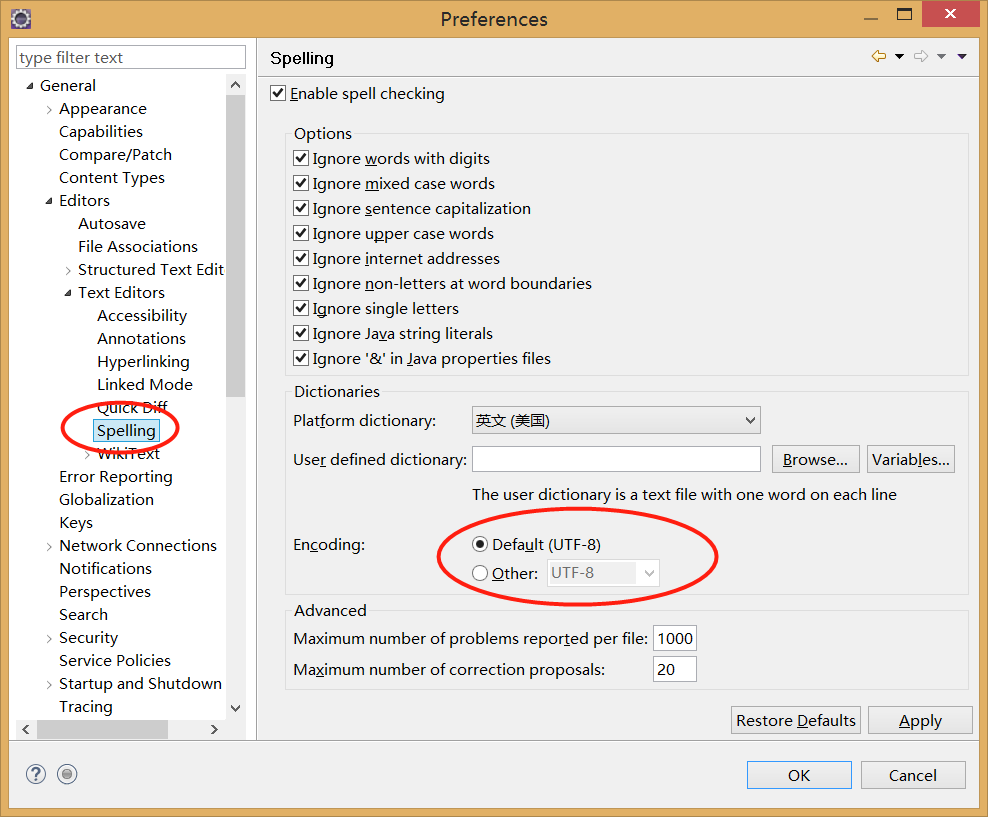 Preferences
type filter text
General
Appearance
Capabilities
Compare/Patch
Content Types
Editors
Autosave
File Associations
Structured Text Edit
Text Editors
Accessibility
Annotations
Hyperlinking
Linked Mode
Quick Diff
Spelling
WikiText
Error Reporting
Globalization
Keys
Network Connections
Notifications
Perspectives
Search
Security
Service Policies
Startup and Shutdown
Tracing
Spelling
Enable spell checking
Options
Ignore words with digits
Ignore mixed case words
Ignore sentence capitalization
Ignore upper case words
Ignore internet addresses
Ignore non-letters at word boundaries
Ignore single letters
Ignore Java string literals
Ignore '&' in Java properties files
Dictionaries
Platform dictionary: 英文 (美国)
User defined dictionary: Browse... Variables...
The user dictionary is a text file with one word on each line
Encoding: Default (UTF-8)
Other: UTF-8
Advanced
Maximum number of problems reported per file: 1000
Maximum number of correction proposals: 20
Restore Defaults Apply
OK Cancel